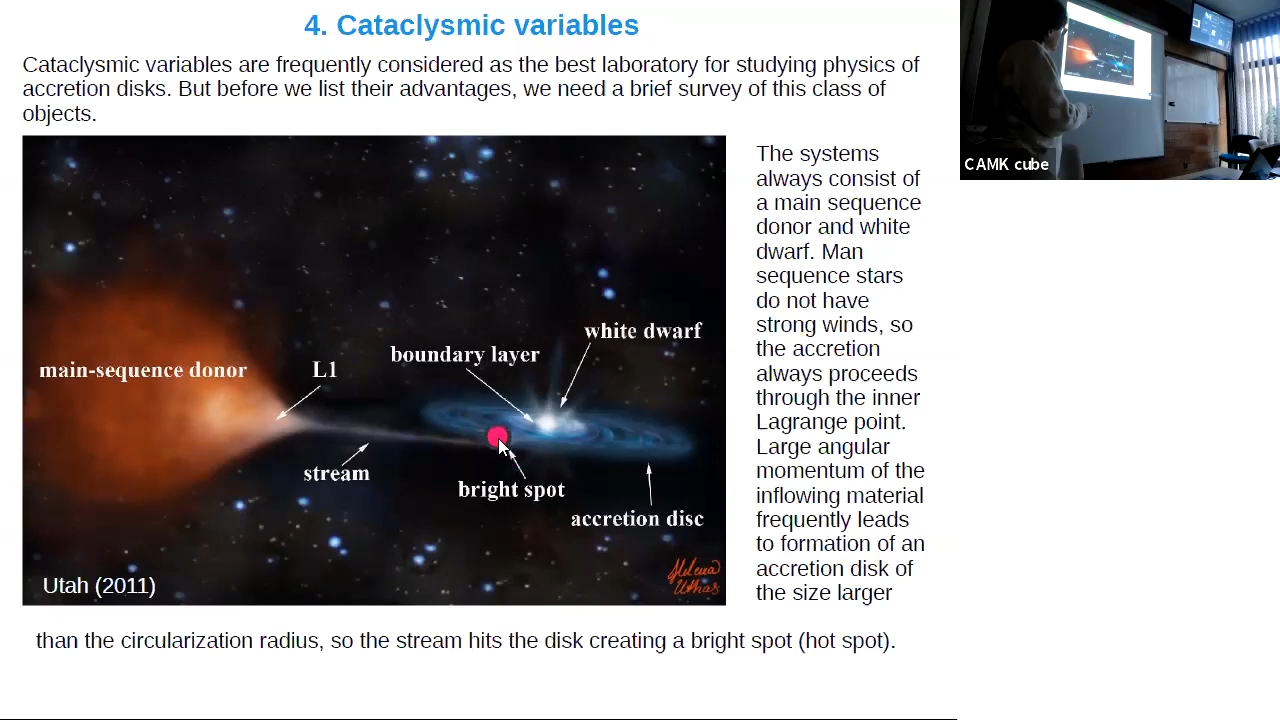 4. Cataclysmic variables
Cataclysmic variables are frequently considered as the best laboratory for studying physics of
accretion disks. But before we list their advantages, we need a brief survey of this class of
objects.
The systems
always consist of
a main sequence
donor and white
dwarf. Man
sequence stars
do not have
strong winds, so
the accretion
always proceeds
through the inner
Lagrange point.
Large angular
momentum of the
inflowing material
frequently leads
to formation of an
accretion disk of
the size larger
than the circularization radius, so the stream hits the disk creating a bright spot (hot spot).
white dwarf
boundary layer
main-sequence donor
L1
stream
bright spot
accretion disc
Helena
Uthas
Utah (2011)
CAMK cube